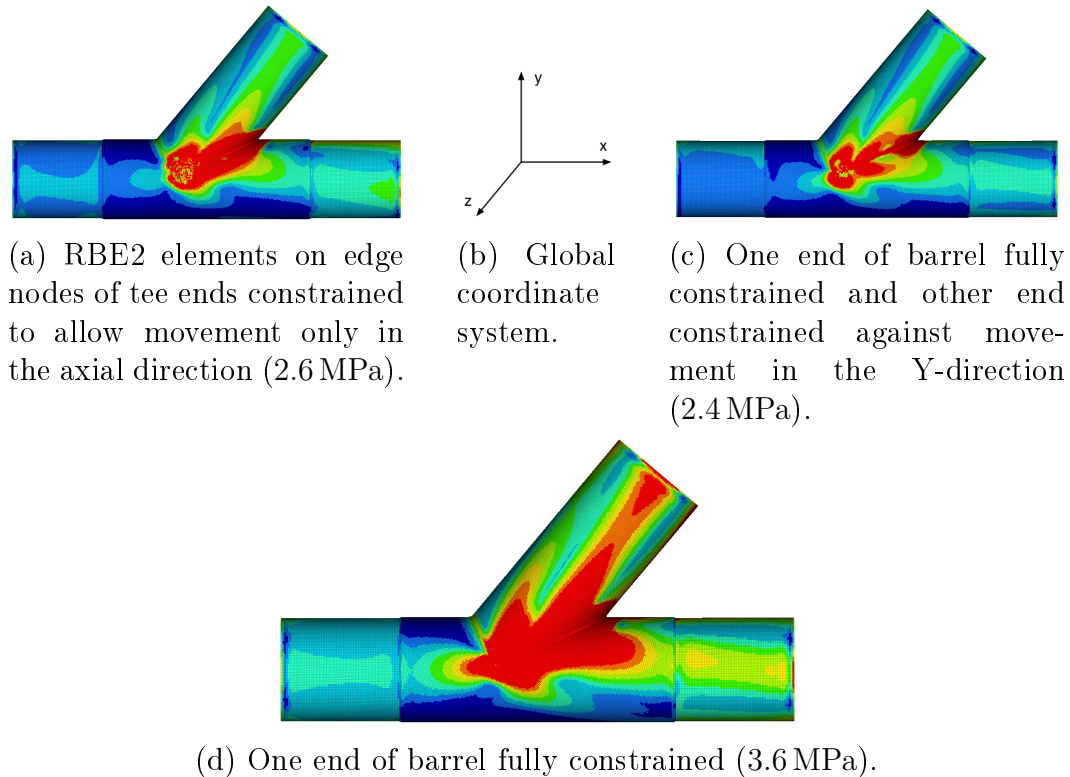 y
x
z
(a) RBE2 elements on edge
nodes of tee ends constrained
to allow movement only in
the axial direction (2.6 MPa).
(b) Global
coordinate
system.
(c) One end of barrel fully
constrained and other end
constrained against move-
ment in the Y-direction
(2.4 MPa).
(d) One end of barrel fully constrained (3.6 MPa).